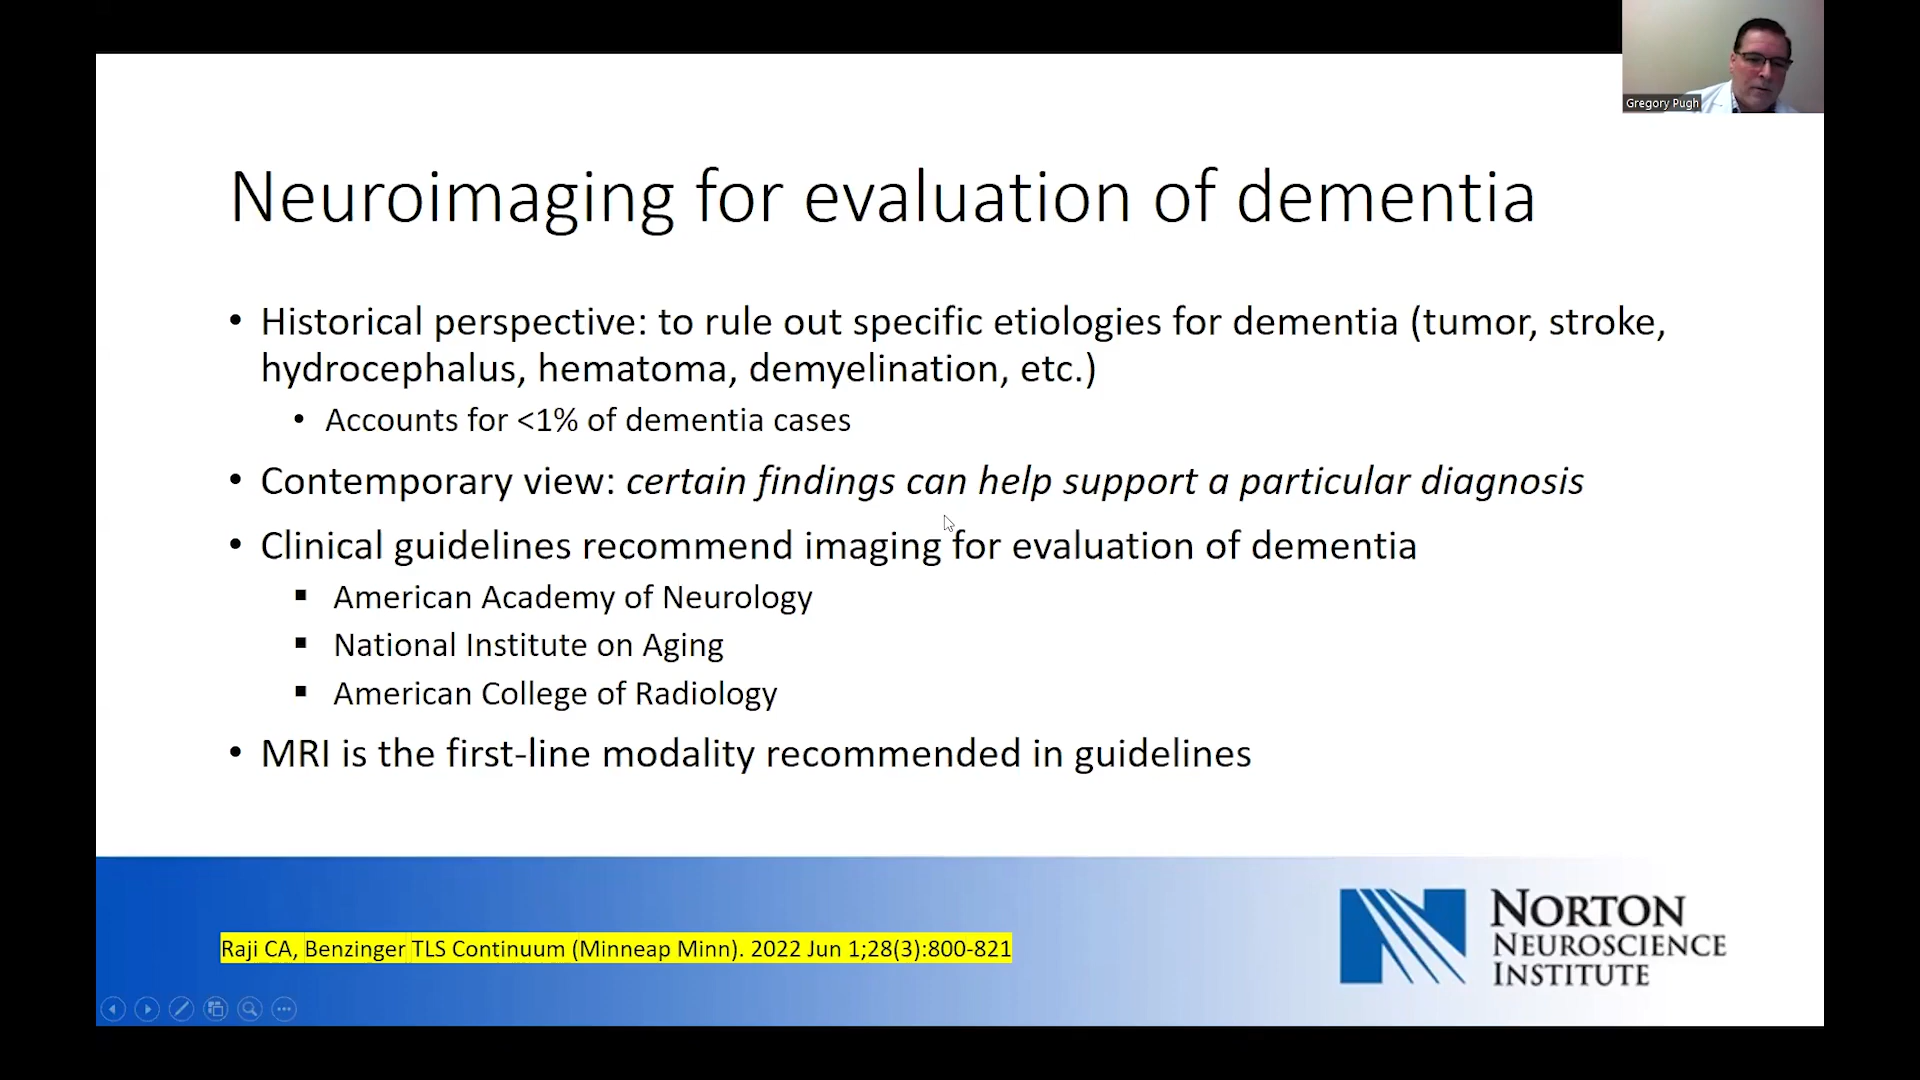 Gregory Pugh
Neuroimaging for evaluation of dementia
• Historical perspective: to rule out specific etiologies for dementia (tumor, stroke,
hydrocephalus, hematoma, demyelination, etc.)
• Accounts for <1% of dementia cases
• Contemporary view: certain findings can help support a particular diagnosis
• Clinical guidelines recommend imaging for evaluation of dementia
▪ American Academy of Neurology
▪ National Institute on Aging
▪ American College of Radiology
• MRI is the first-line modality recommended in guidelines
Raji CA, Benzinger TLS Continuum (Minneap Minn). 2022 Jun 1;28(3):800-821
NORTON
NEUROSCIENCE
INSTITUTE